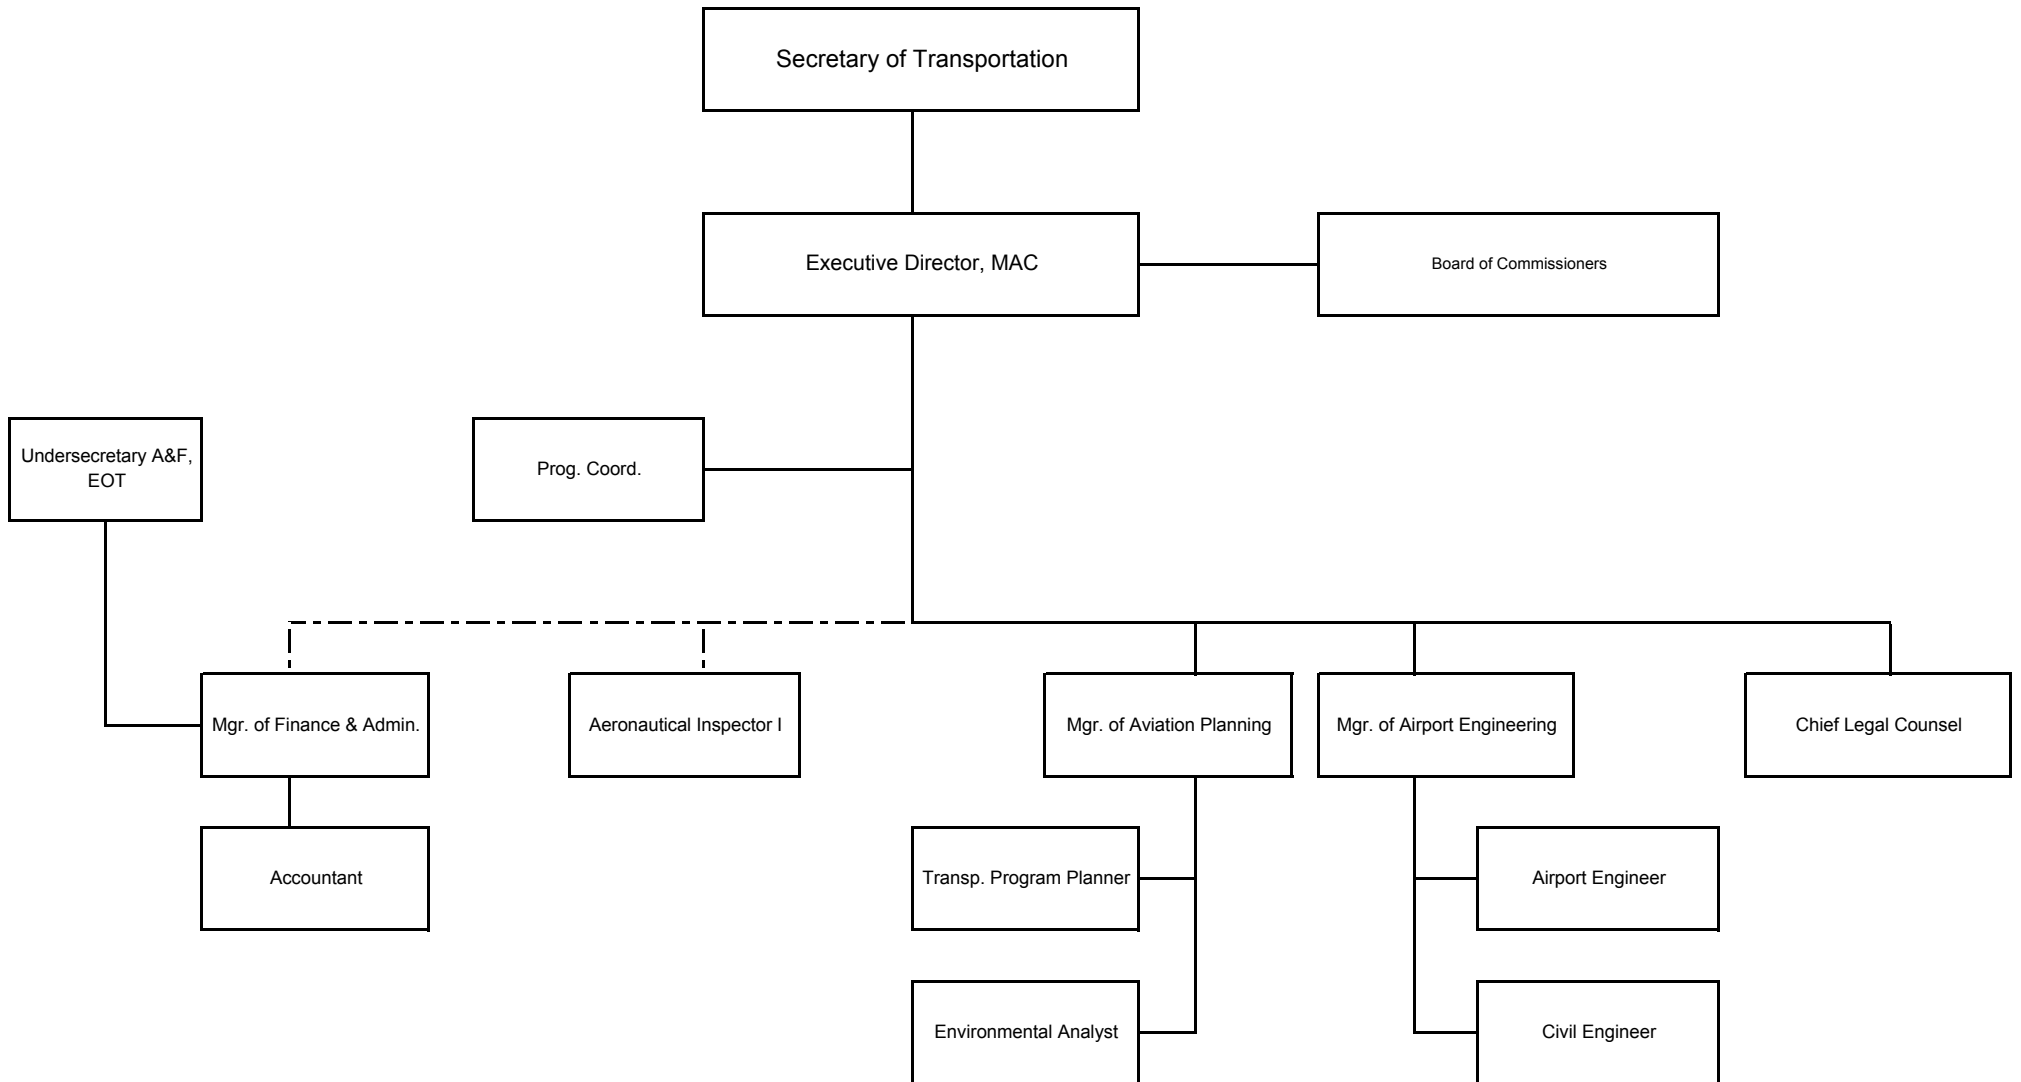 Secretary of Transportation
Executive Director, MAC
Board of Commissioners
Undersecretary A&F,
EOT
Prog. Coord.
Mgr. of Finance & Admin.
Aeronautical Inspector I
Mgr. of Aviation Planning
Mgr. of Airport Engineering
Chief Legal Counsel
Accountant
Transp. Program Planner
Airport Engineer
Environmental Analyst
Civil Engineer